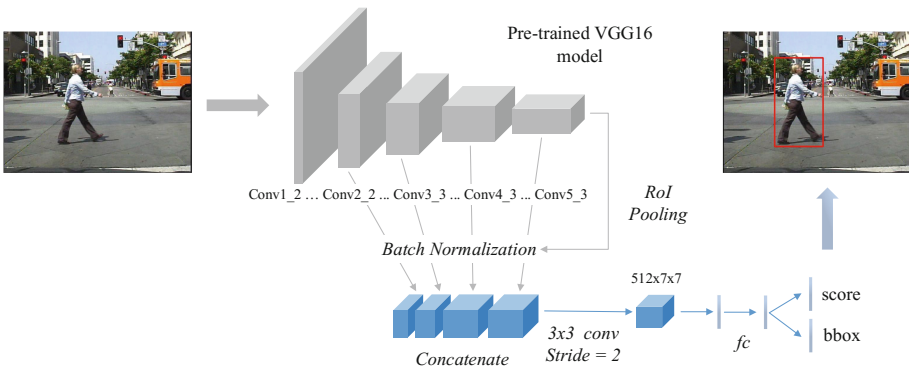 Pre-trained VGG16
model
Conv1_2 ... Conv2_2 ... Conv3_3 ... Conv4_3 ... Conv5_3
RoI
Pooling
Batch Normalization
512x7x7
3x3 conv
Stride = 2
Concatenate
fc
score
bbox